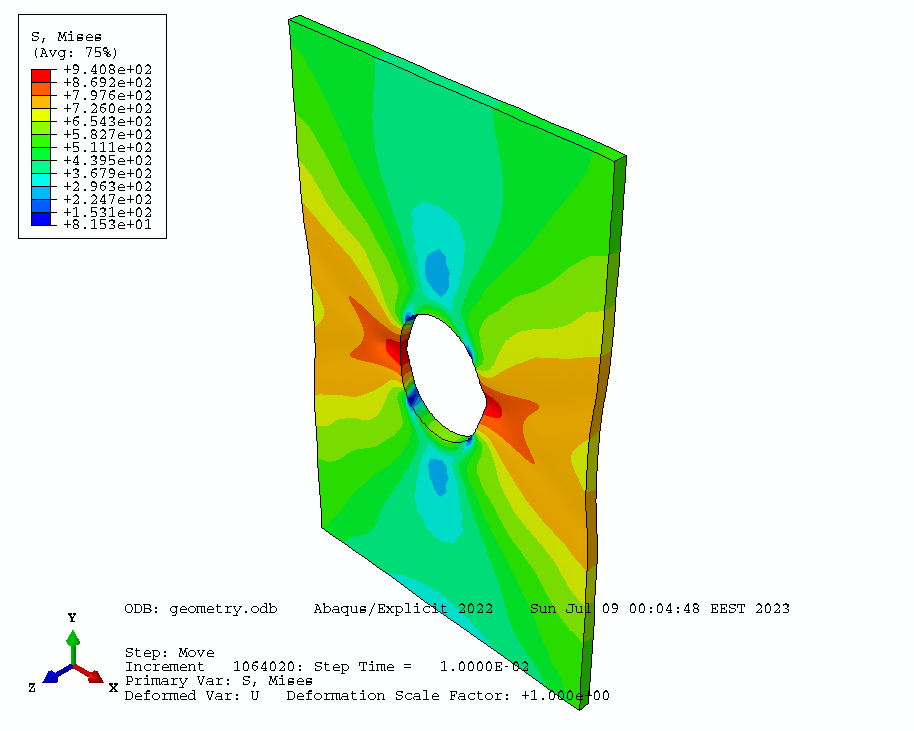 S, Mises
(Avg: 75%)
+9.408e+02
+8.692e+02
+7.976e+02
+7.260e+02
+6.543e+02
+5.827e+02
+5.111e+02
+4.395e+02
+3.679e+02
+2.963e+02
+2.247e+02
+1.531e+02
+8.153e+01
ODB: geometry.odb Abaqus/Explicit 2022 Sun Jul 09 00:04:48 EEST 2023
Y
Z
X
Step: Move
Increment 1064020: Step Time = 1.0000E-02
Primary Var: S, Mises
Deformed Var: U Deformation Scale Factor: +1.000e+00